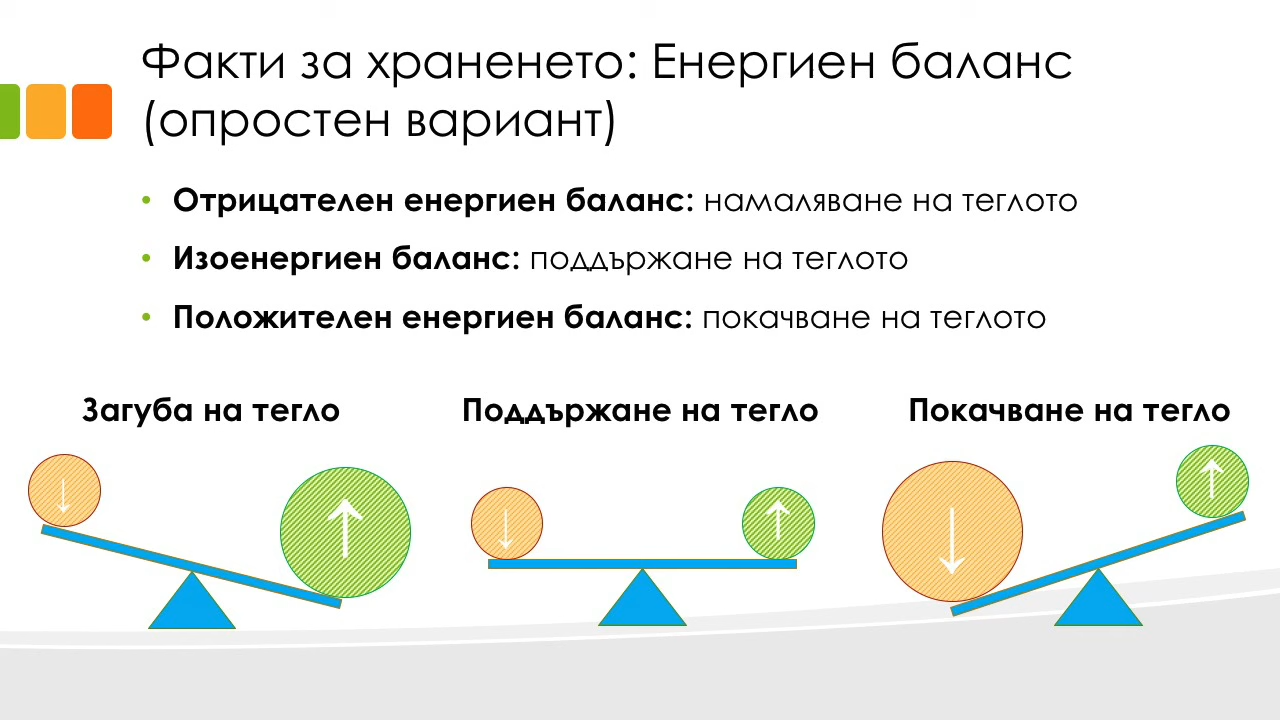 Факти за храненето: Енергиен баланс
(опростен вариант)
• Отрицателен енергиен баланс: намаляване на теглото
• Изоенергиен баланс: поддържане на теглото
• Положителен енергиен баланс: покачване на теглото
Загуба на тегло Поддържане на тегло Покачване на тегло
↓ ↑ ↓ ↑ ↓ ↑